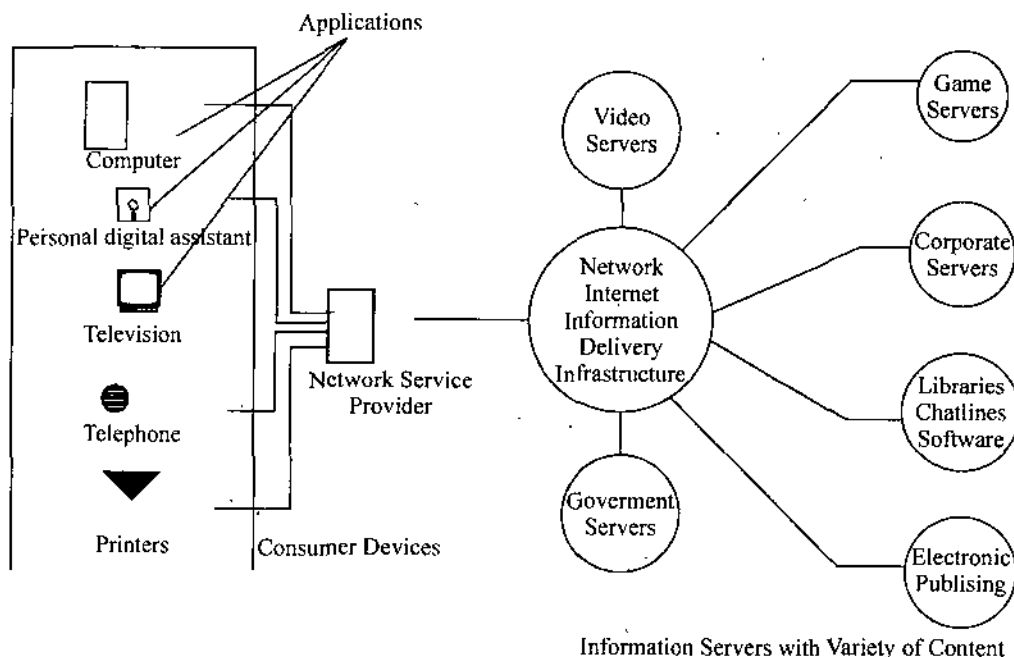 Applications
Computer
Personal digital assistant
Television
Telephone
Printers
Consumer Devices
Network Service
Provider
Video
Servers
Network
Internet
Information
Delivery
Infrastructure
Goverment
Servers
Game
Servers
Corporate
Servers
Libraries
Chatlines
Software
Electronic
Publising
Information Servers with Variety of Content